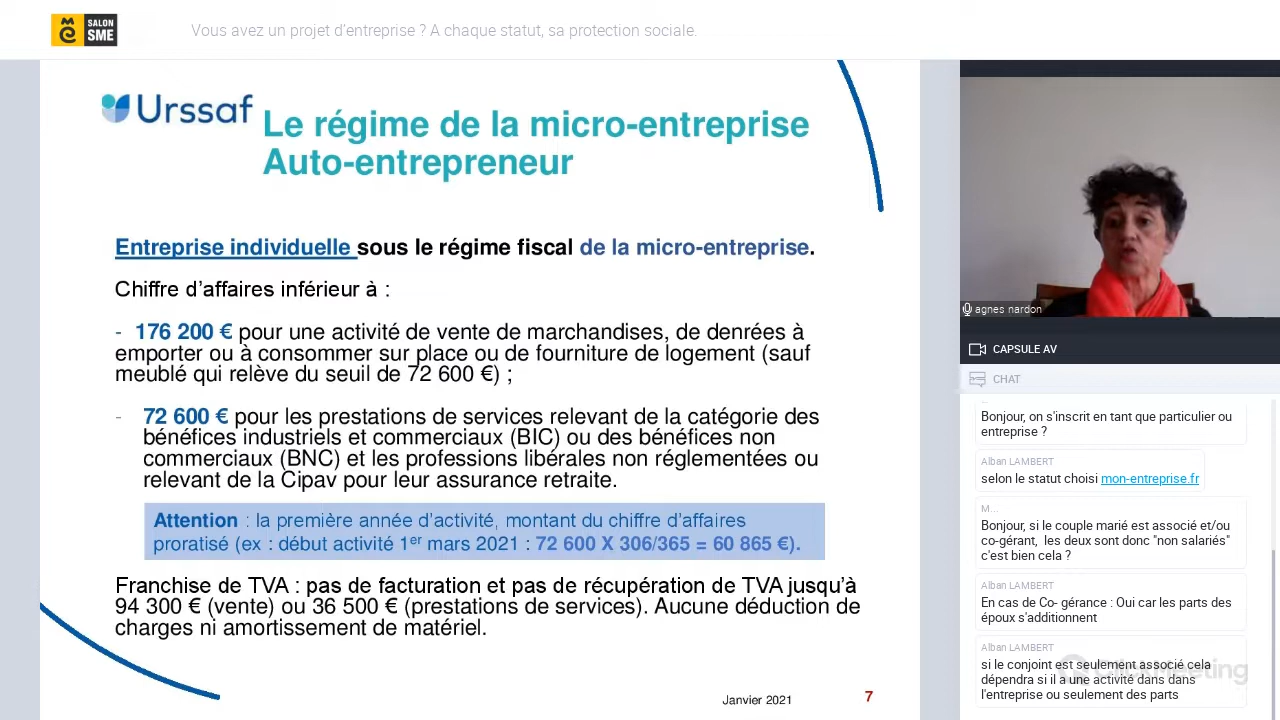 SALON
SME
Vous avez un projet d'entreprise ? A chaque statut, sa protection sociale.
Urssaf
Le régime de la micro-entreprise
Auto-entrepreneur
Entreprise individuelle sous le régime fiscal de la micro-entreprise.
Chiffre d'affaires inférieur à :
- 176 200 € pour une activité de vente de marchandises, de denrées à
emporter ou à consommer sur place ou de fourniture de logement (sauf
meublé qui relève du seuil de 72 600 €) ;
- 72 600 € pour les prestations de services relevant de la catégorie des
bénéfices industriels et commerciaux (BIC) ou des bénéfices non
commerciaux (BNC) et les professions libérales non réglementées ou
relevant de la Cipav pour leur assurance retraite.
Attention : la première année d'activité, montant du chiffre d'affaires
proratisé (ex : début activité 1er mars 2021 : 72 600 X 306/365 = 60 865 €).
Franchise de TVA : pas de facturation et pas de récupération de TVA jusqu'à
94 300 € (vente) ou 36 500 € (prestations de services). Aucune déduction de
charges ni amortissement de matériel.
Janvier 2021
7
agnes nardon
CAPSULE AV
CHAT
Bonjour, on s'inscrit en tant que particulier ou
entreprise ?
Alban LAMBERT
selon le statut choisi mon-entreprise.fr
M...
Bonjour, si le couple marié est associé et/ou
co-gérant, les deux sont donc "non salariés"
c'est bien cela ?
Alban LAMBERT
En cas de Co- gérance : Oui car les parts des
époux s'additionnent
Alban LAMBERT
si le conjoint est seulement associé cela
dépendra si il a une activité dans dans
l'entreprise ou seulement des parts
ClickMeeting